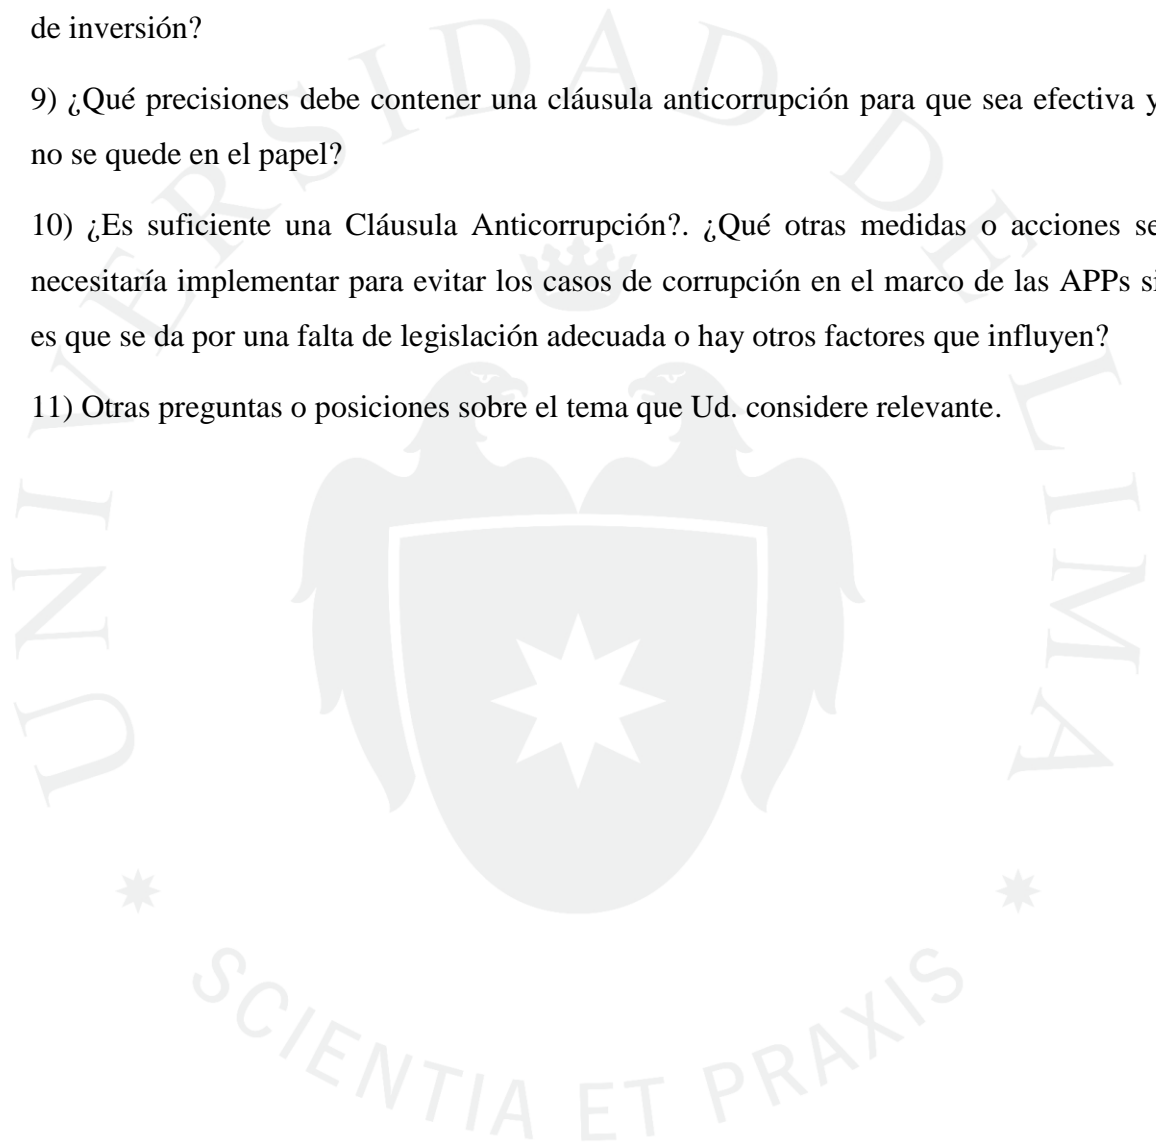 de inversión?
9) ¿Qué precisiones debe contener una cláusula anticorrupción para que sea efectiva y
no se quede en el papel?
10) ¿Es suficiente una Cláusula Anticorrupción?. ¿Qué otras medidas o acciones se
necesitaría implementar para evitar los casos de corrupción en el marco de las APPs si
es que se da por una falta de legislación adecuada o hay otros factores que influyen?
11) Otras preguntas o posiciones sobre el tema que Ud. considere relevante.
UNIVERSIDAD DE LIMA
SCIENTIA ET PRAXIS